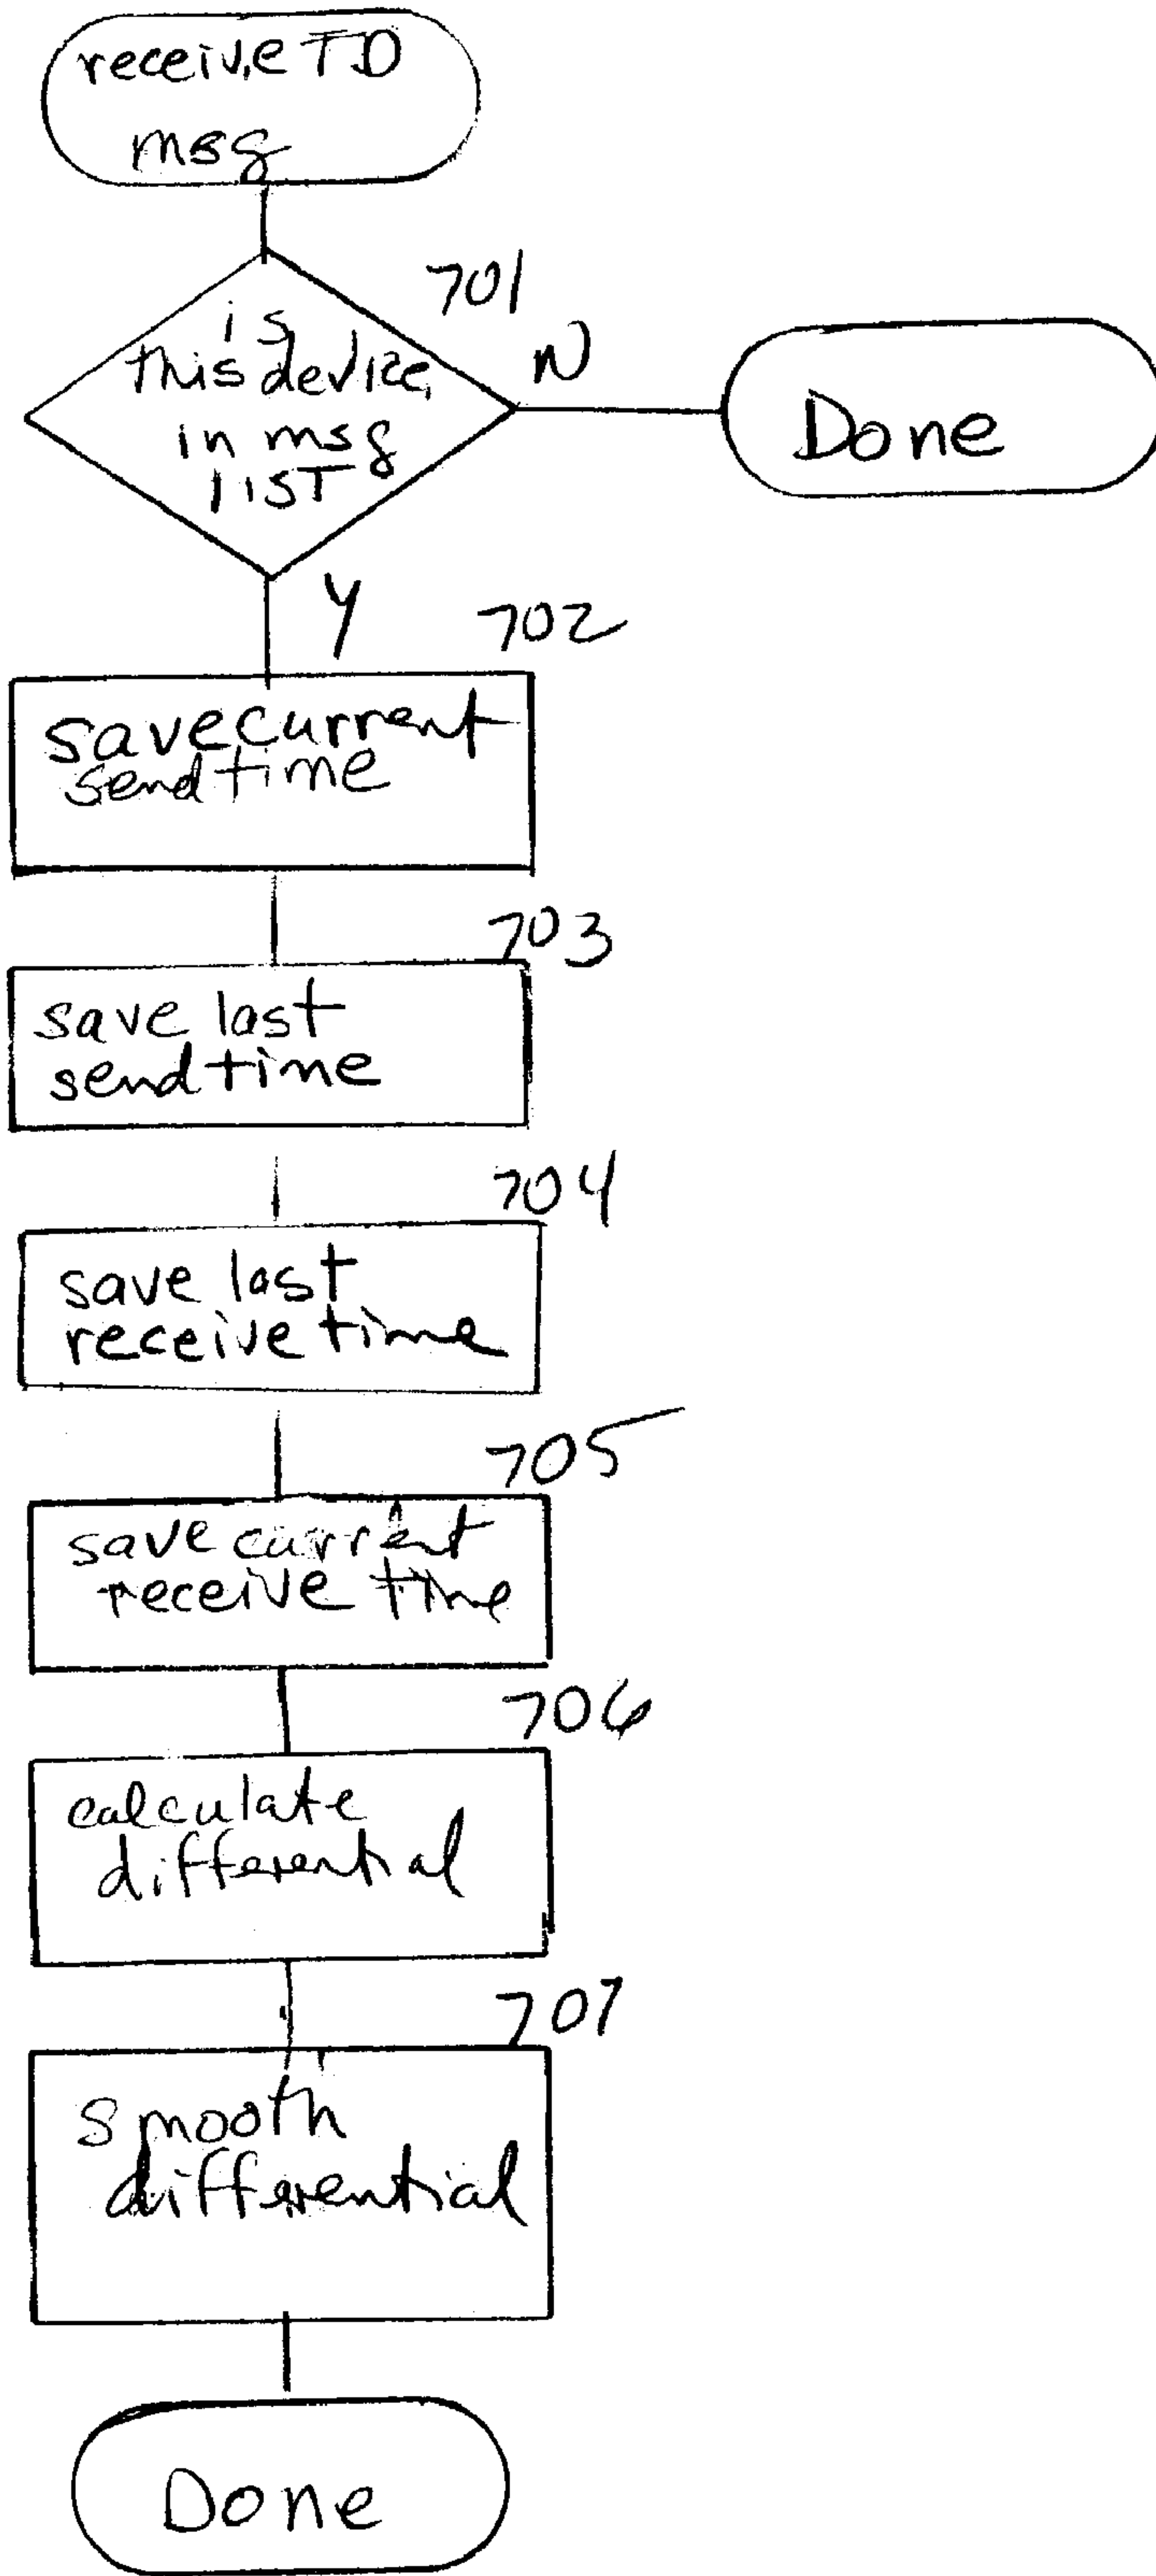 receive TD
msg
701
is
this device
in msg
LIST
N
Done
Y
702
save current
send time
703
save last
send time
704
save last
receive time
705
save current
receive time
706
calculate
differential
707
smooth
differential
Done